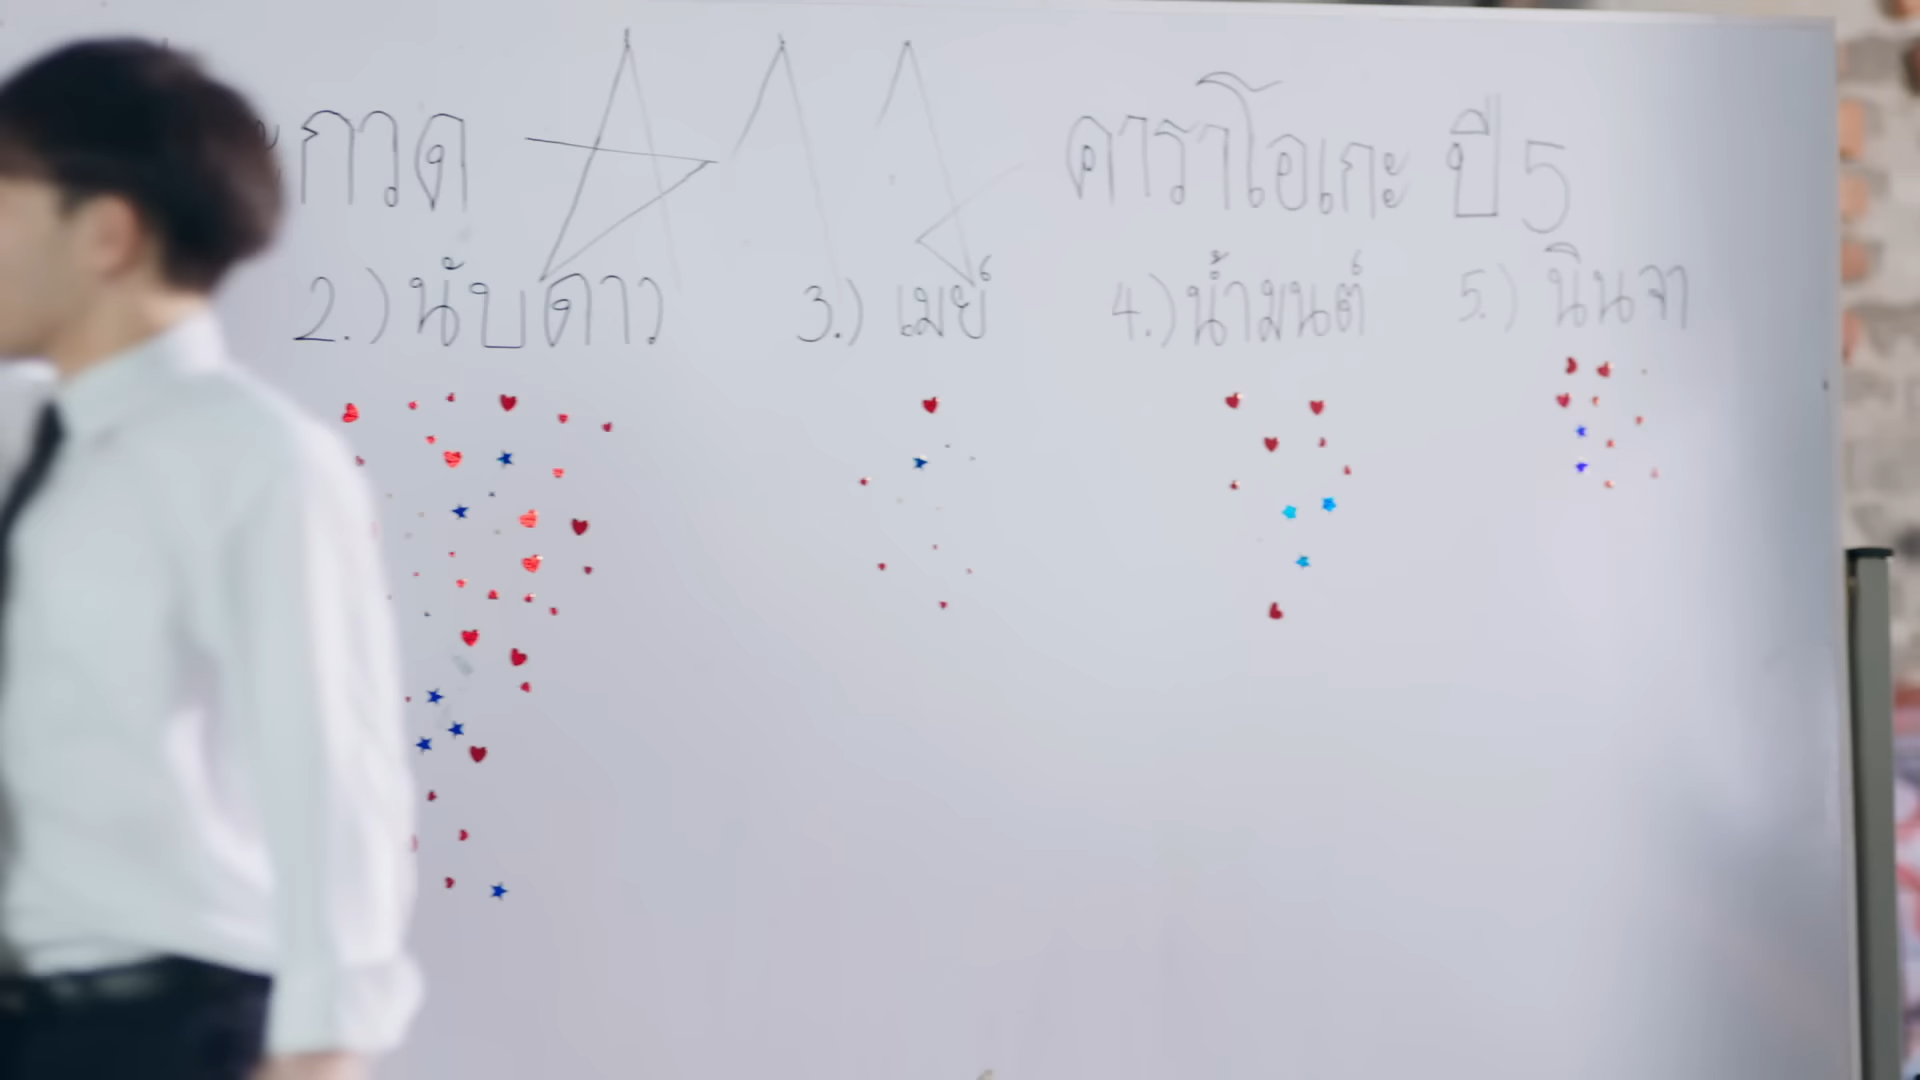 กวด ดาราโอเกะ ปี 5
2.) นับดาว 3.) เมย์ 4.) น้ำมนต์ 5.) นินจา